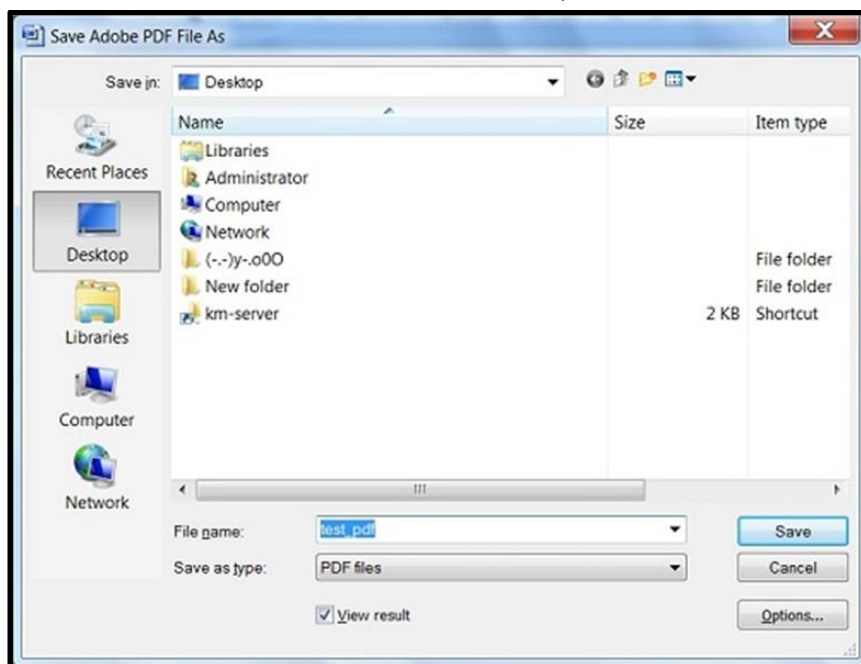 Save Adobe PDF File As
Save in: Desktop
Name Size Item type
Libraries
Administrator
Computer
Network
(-.-)y-.o0O File folder
New folder File folder
km-server 2 KB Shortcut
Recent Places
Desktop
Libraries
Computer
Network
File name: test_pdf Save
Save as type: PDF files Cancel
View result Options...